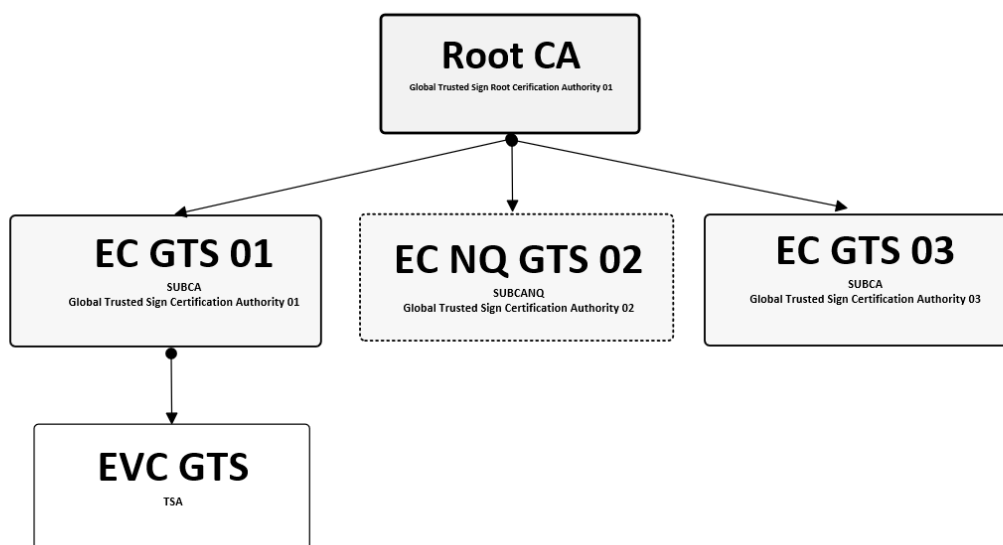 Root CA
Global Trusted Sign Root Cerification Authority 01
EC GTS 01
SUBCA
Global Trusted Sign Certification Authority 01
EC NQ GTS 02
SUBCANQ
Global Trusted Sign Certification Authority 02
EC GTS 03
SUBCA
Global Trusted Sign Certification Authority 03
EVC GTS
TSA